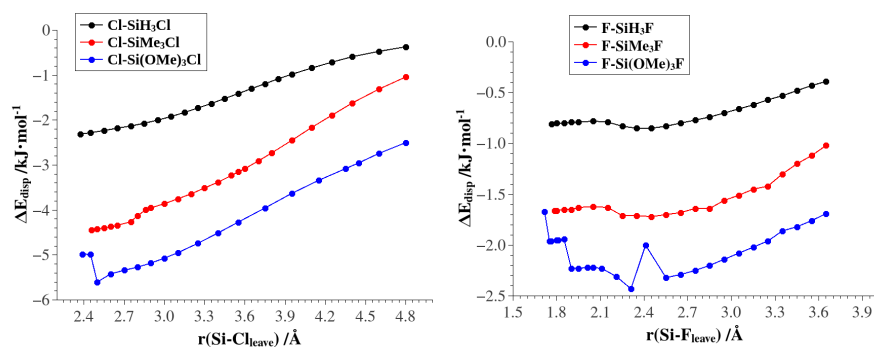 Cl-SiH₃Cl
Cl-SiMe₃Cl
Cl-Si(OMe)₃Cl
0
−1
−2
−3
−4
−5
−6
ΔE_disp /kJ·mol⁻¹
2.4 2.7 3.0 3.3 3.6 3.9 4.2 4.5 4.8
r(Si-Cl_leave) /Å
F-SiH₃F
F-SiMe₃F
F-Si(OMe)₃F
0.0
−0.5
−1.0
−1.5
−2.0
−2.5
ΔE_disp /kJ·mol⁻¹
1.5 1.8 2.1 2.4 2.7 3.0 3.3 3.6 3.9
r(Si-F_leave) /Å